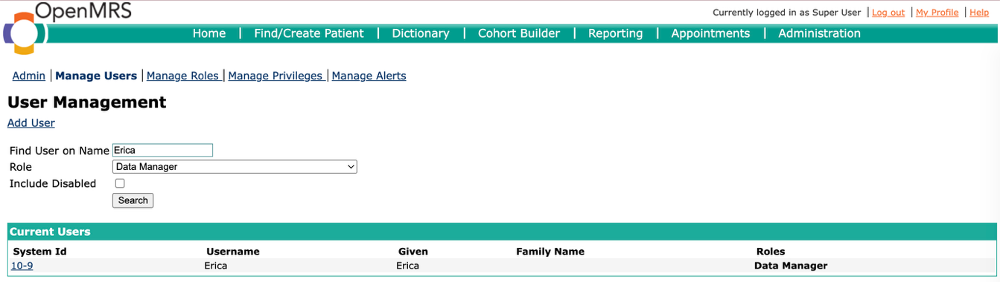 OpenMRS
Currently logged in as Super User | Log out | My Profile | Help
Home | Find/Create Patient | Dictionary | Cohort Builder | Reporting | Appointments | Administration
Admin | Manage Users | Manage Roles | Manage Privileges | Manage Alerts
User Management
Add User
Find User on Name Erica
Role Data Manager
Include Disabled
Search
Current Users
System Id Username Given Family Name Roles
10-9 Erica Erica Data Manager